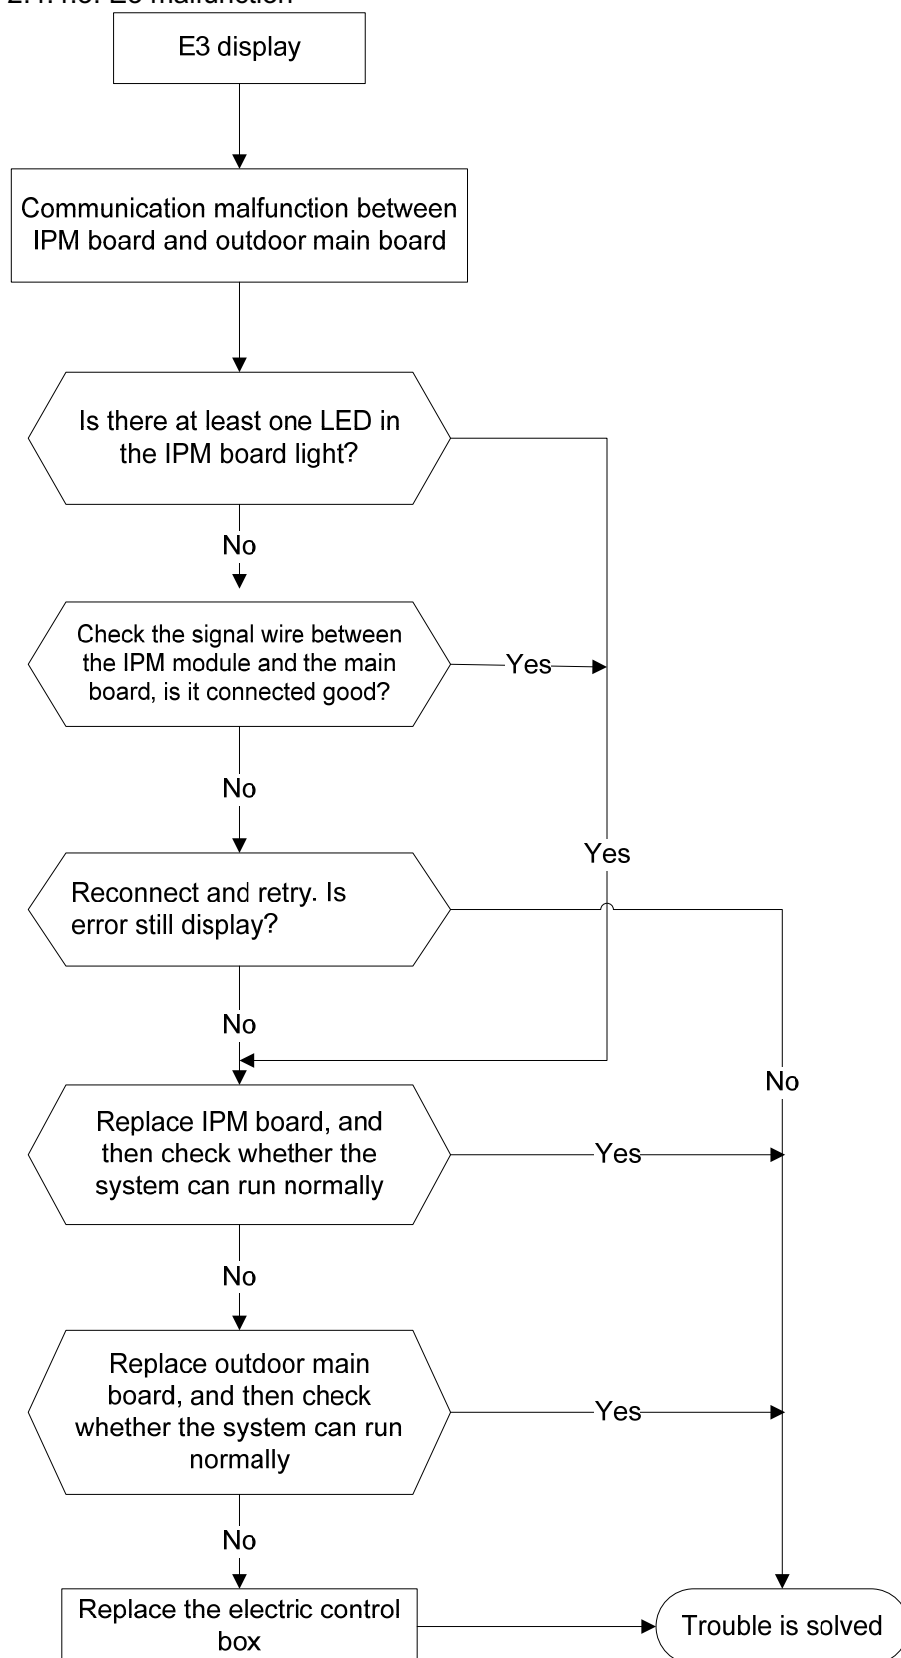 E3 display
Communication malfunction between
IPM board and outdoor main board
Is there at least one LED in
the IPM board light?
No
Check the signal wire between
the IPM module and the main
board, is it connected good?
Yes
No
Yes
Reconnect and retry. Is
error still display?
No
No
Replace IPM board, and
then check whether the
system can run normally
Yes
No
Replace outdoor main
board, and then check
whether the system can run
normally
Yes
No
Replace the electric control
box
Trouble is solved